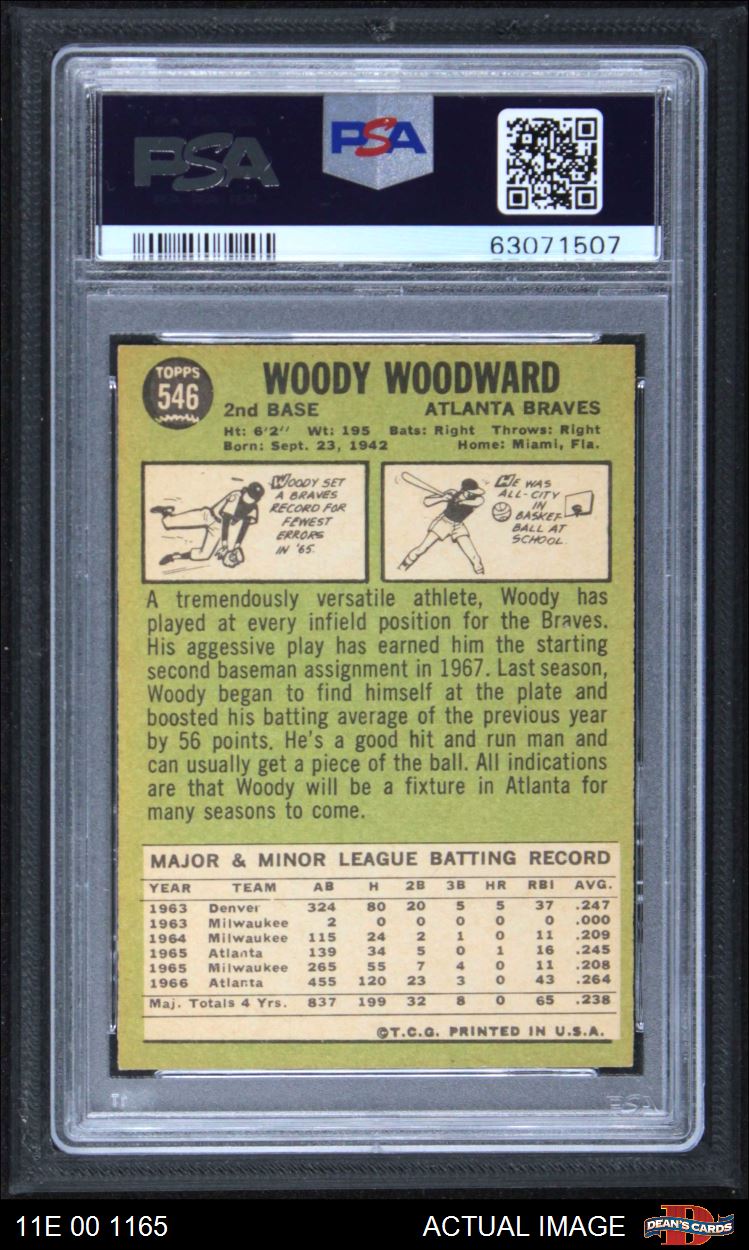 PSA
PSA
63071507
TOPPS
546
WOODY WOODWARD
2nd BASE ATLANTA BRAVES
Ht: 6'2" Wt: 195 Bats: Right Throws: Right
Born: Sept. 23, 1942 Home: Miami, Fla.
WOODY SET
A BRAVES
RECORD FOR
FEWEST
ERRORS
IN '65.
HE WAS
ALL-CITY
IN
BASKET-
BALL AT
SCHOOL.
A tremendously versatile athlete, Woody has
played at every infield position for the Braves.
His aggressive play has earned him the starting
second baseman assignment in 1967. Last season,
Woody began to find himself at the plate and
boosted his batting average of the previous year
by 56 points. He's a good hit and run man and
can usually get a piece of the ball. All indications
are that Woody will be a fixture in Atlanta for
many seasons to come.
MAJOR & MINOR LEAGUE BATTING RECORD
YEAR TEAM AB H 2B 3B HR RBI AVG.
1963 Denver 324 80 20 5 5 37 .247
1963 Milwaukee 2 0 0 0 0 0 .000
1964 Milwaukee 115 24 2 1 0 11 .209
1965 Atlanta 139 34 5 0 1 16 .245
1965 Milwaukee 265 55 7 4 0 11 .208
1966 Atlanta 455 120 23 3 0 43 .264
Maj. Totals 4 Yrs. 837 199 32 8 0 65 .238
©T.C.G. PRINTED IN U.S.A.
PSA
11E 00 1165 ACTUAL IMAGE DEAN'S CARDS